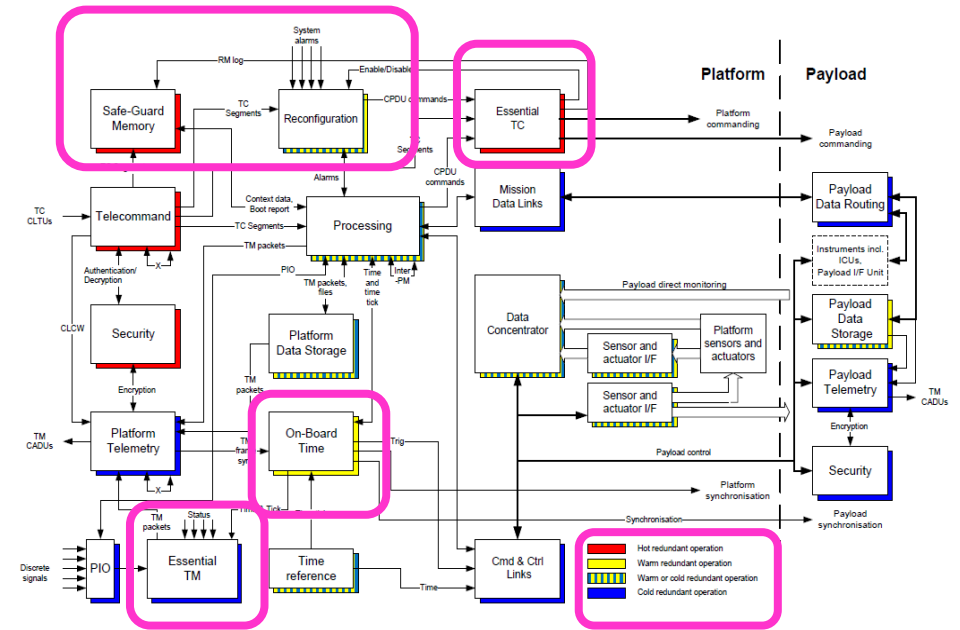 System
alarms
RM log
Enable/Disable
Platform
Payload
Safe-Guard
Memory
TC
Segments
Reconfiguration
CPDU commands
Essential
TC
Platform
commanding
Payload
commanding
CPDU
commands
Alarms
Mission
Data Links
Payload
Data Routing
TC
CLTUs
Telecommand
Context data,
Boot report
TC Segments
Processing
TM packets
X
Authentication/
Decryption
PIO
TM packets,
files
Time
and
time
tick
Inter
-PM
Instruments incl.
ICUs,
Payload I/F Unit
Payload direct monitoring
CLCW
Security
Platform
Data Storage
Data
Concentrator
Sensor and
actuator I/F
Platform
sensors and
actuators
Payload
Data
Storage
Encryption
TM
packets
Sensor and
actuator I/F
Payload
Telemetry
TM
CADUs
TM
CADUs
Platform
Telemetry
On-Board
Time
Trig
Encryption
Payload control
Security
X
Platform
synchronisation
TM
packets
Status
Tick
Synchronisation
Payload
synchronisation
Discrete
signals
PIO
Essential
TM
Time
reference
Time
Cmd & Ctrl
Links
Hot redundant operation
Warm redundant operation
Warm or cold redundant operation
Cold redundant operation